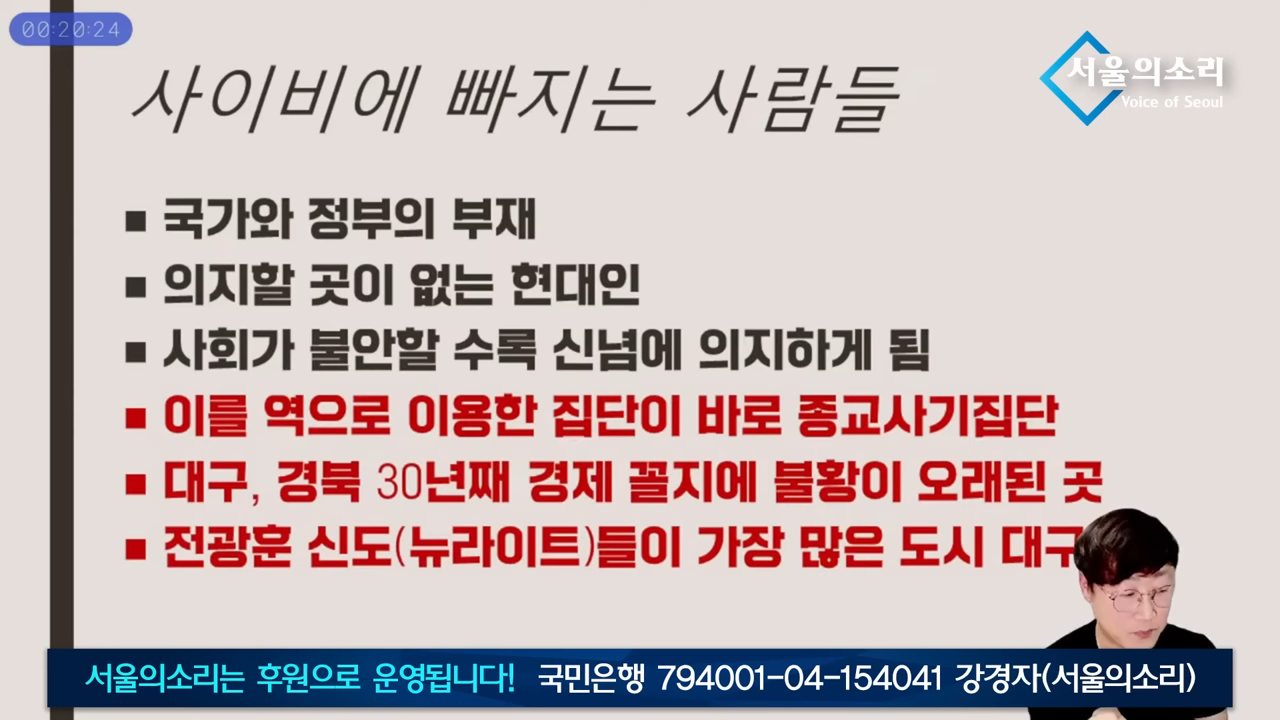 00:20:24
서울의소리
Voice of Seoul
사이비에 빠지는 사람들
■ 국가와 정부의 부재
■ 의지할 곳이 없는 현대인
■ 사회가 불안할 수록 신념에 의지하게 됨
■ 이를 역으로 이용한 집단이 바로 종교사기집단
■ 대구, 경북 30년째 경제 꼴지에 불황이 오래된 곳
■ 전광훈 신도(뉴라이트)들이 가장 많은 도시 대구
서울의소리는 후원으로 운영됩니다! 국민은행 794001-04-154041 강경자(서울의소리)